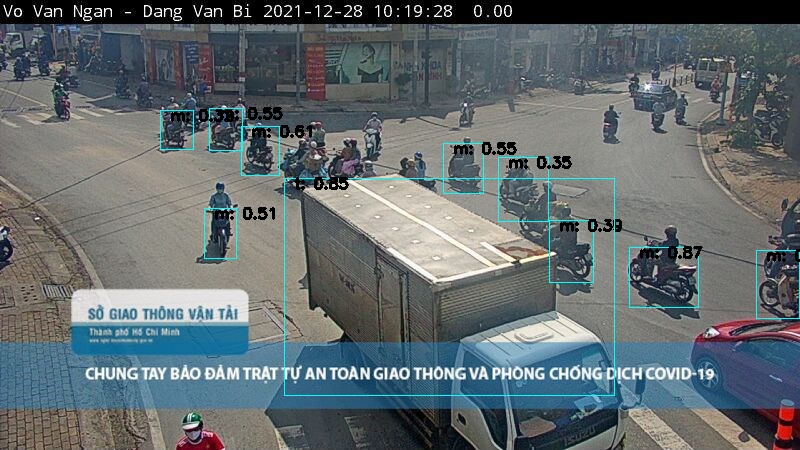 Vo Van Ngan - Dang Van Bi 2021-12-28 10:19:28 0.00
m: 0.55
m: 0.61
m: 0.55
m: 0.35
t: 0.85
m: 0.51
m: 0.39
m: 0.87
SỞ GIAO THÔNG VẬN TẢI
Thành phố Hồ Chí Minh
CHUNG TAY BẢO ĐẢM TRẬT TỰ AN TOÀN GIAO THÔNG VÀ PHÒNG CHỐNG DỊCH COVID-19
ISUZU